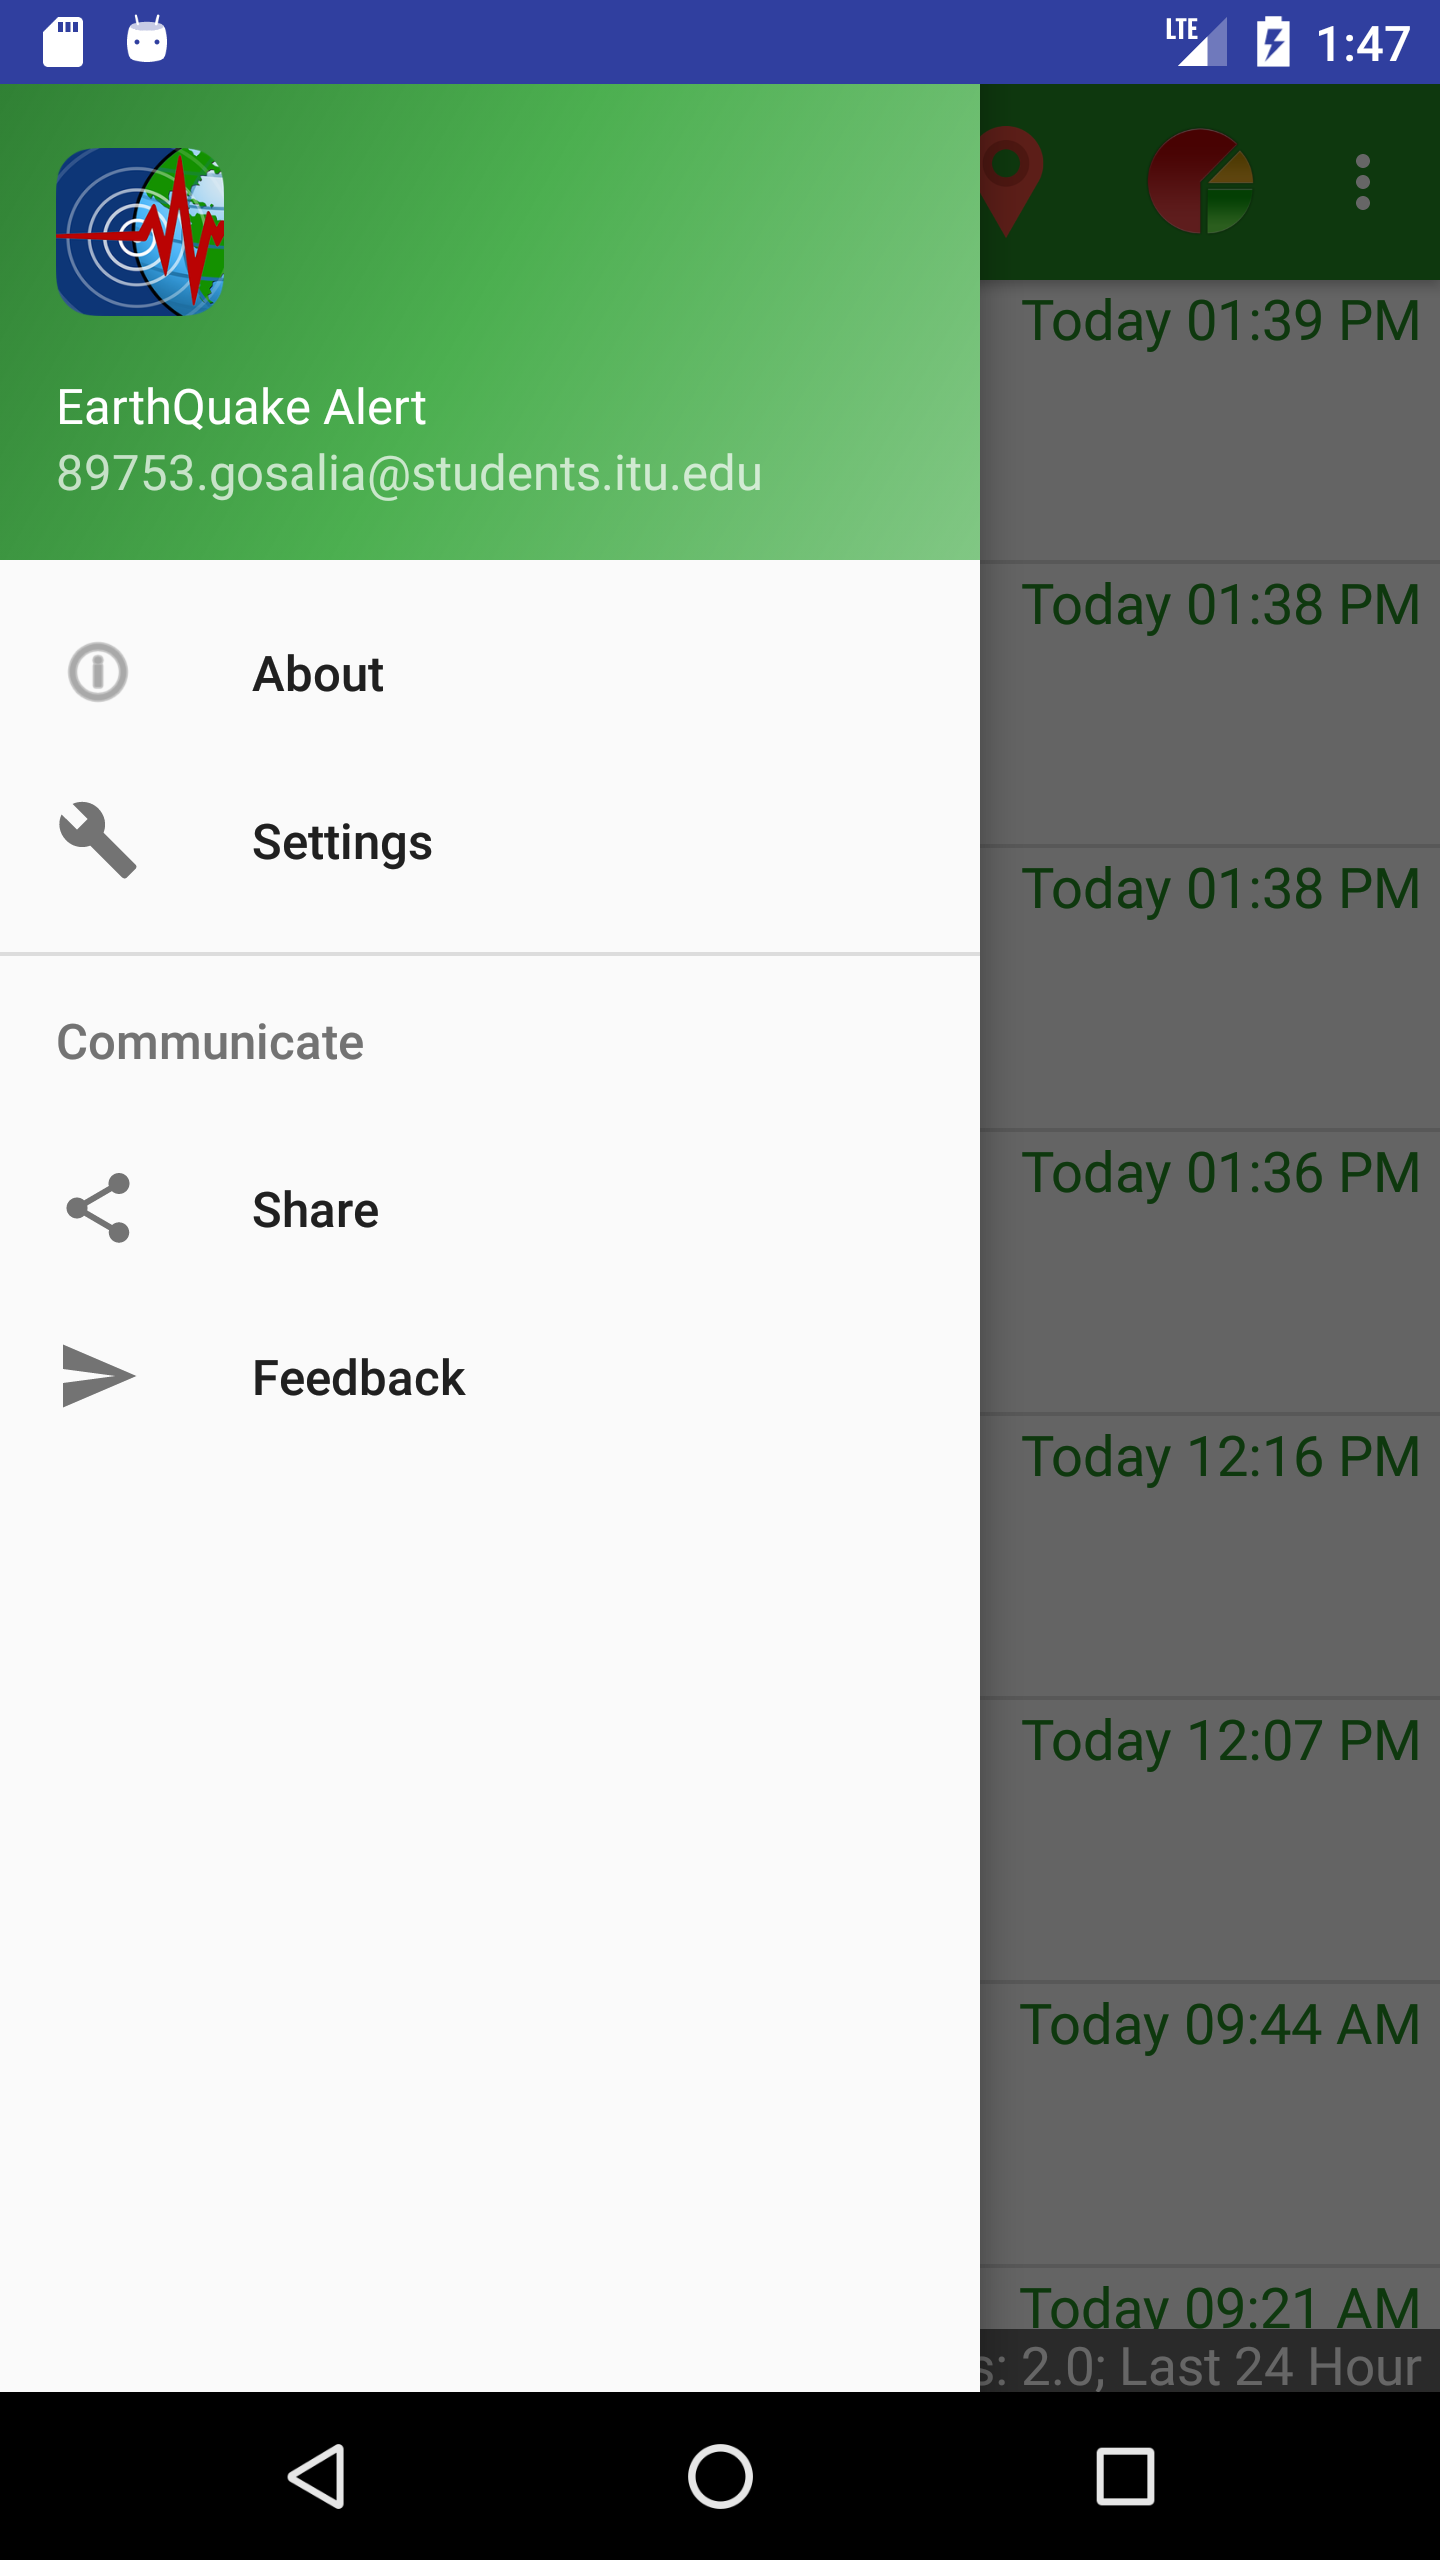 LTE 1:47
EarthQuake Alert
89753.gosalia@students.itu.edu
About
Settings
Communicate
Share
Feedback
Today 01:39 PM
Today 01:38 PM
Today 01:38 PM
Today 01:36 PM
Today 12:16 PM
Today 12:07 PM
Today 09:44 AM
Today 09:21 AM
s: 2.0; Last 24 Hour